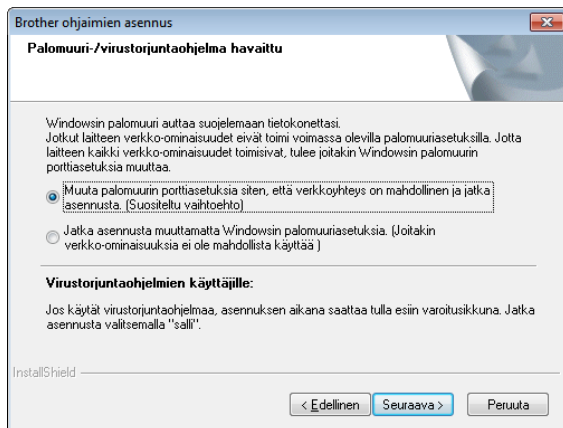 Brother ohjaimien asennus
Palomuuri-/virustorjuntaohjelma havaittu
Windowsin palomuuri auttaa suojelemaan tietokonettasi.
Jotkut laitteen verkko-ominaisuudet eivät toimi voimassa olevilla palomuuriasetuksilla. Jotta
laitteen kaikki verkko-ominaisuudet toimisivat, tulee joitakin Windowsin palomuurin
porttiasetuksia muuttaa.
Muuta palomuurin porttiasetuksia siten, että verkkoyhteys on mahdollinen ja jatka
asennusta. (Suositeltu vaihtoehto)
Jatka asennusta muuttamatta Windowsin palomuuriasetuksia. (Joitakin
verkko-ominaisuuksia ei ole mahdollista käyttää )
Virustorjuntaohjelmien käyttäjille:
Jos käytät virustorjuntaohjelmaa, asennuksen aikana saattaa tulla esiin varoitusikkuna. Jatka
asennusta valitsemalla "salli".
InstallShield
< Edellinen Seuraava > Peruuta